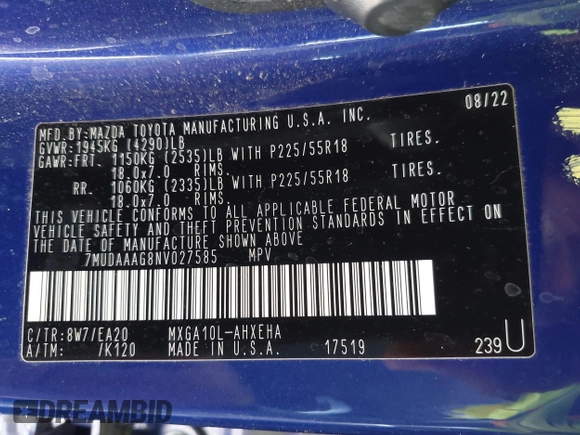 MFD.BY:MAZDA TOYOTA MANUFACTURING U.S.A. INC. 08/22
GVWR:1945KG (4290)LB
GAWR:FRT. 1150KG (2535)LB WITH P225/55R18 TIRES.
18.0x7.0 RIMS.
RR. 1060KG (2335)LB WITH P225/55R18 TIRES.
18.0x7.0 RIMS.
THIS VEHICLE CONFORMS TO ALL APPLICABLE FEDERAL MOTOR
VEHICLE SAFETY AND THEFT PREVENTION STANDARDS IN EFFECT ON
THE DATE OF MANUFACTURE SHOWN ABOVE
7MUDAAAG8NV027585 MPV
C/TR:8W7/EA20 MXGA10L-AHXEHA
A/TM: /K120 MADE IN U.S.A. 17519 239U
DREAMBID